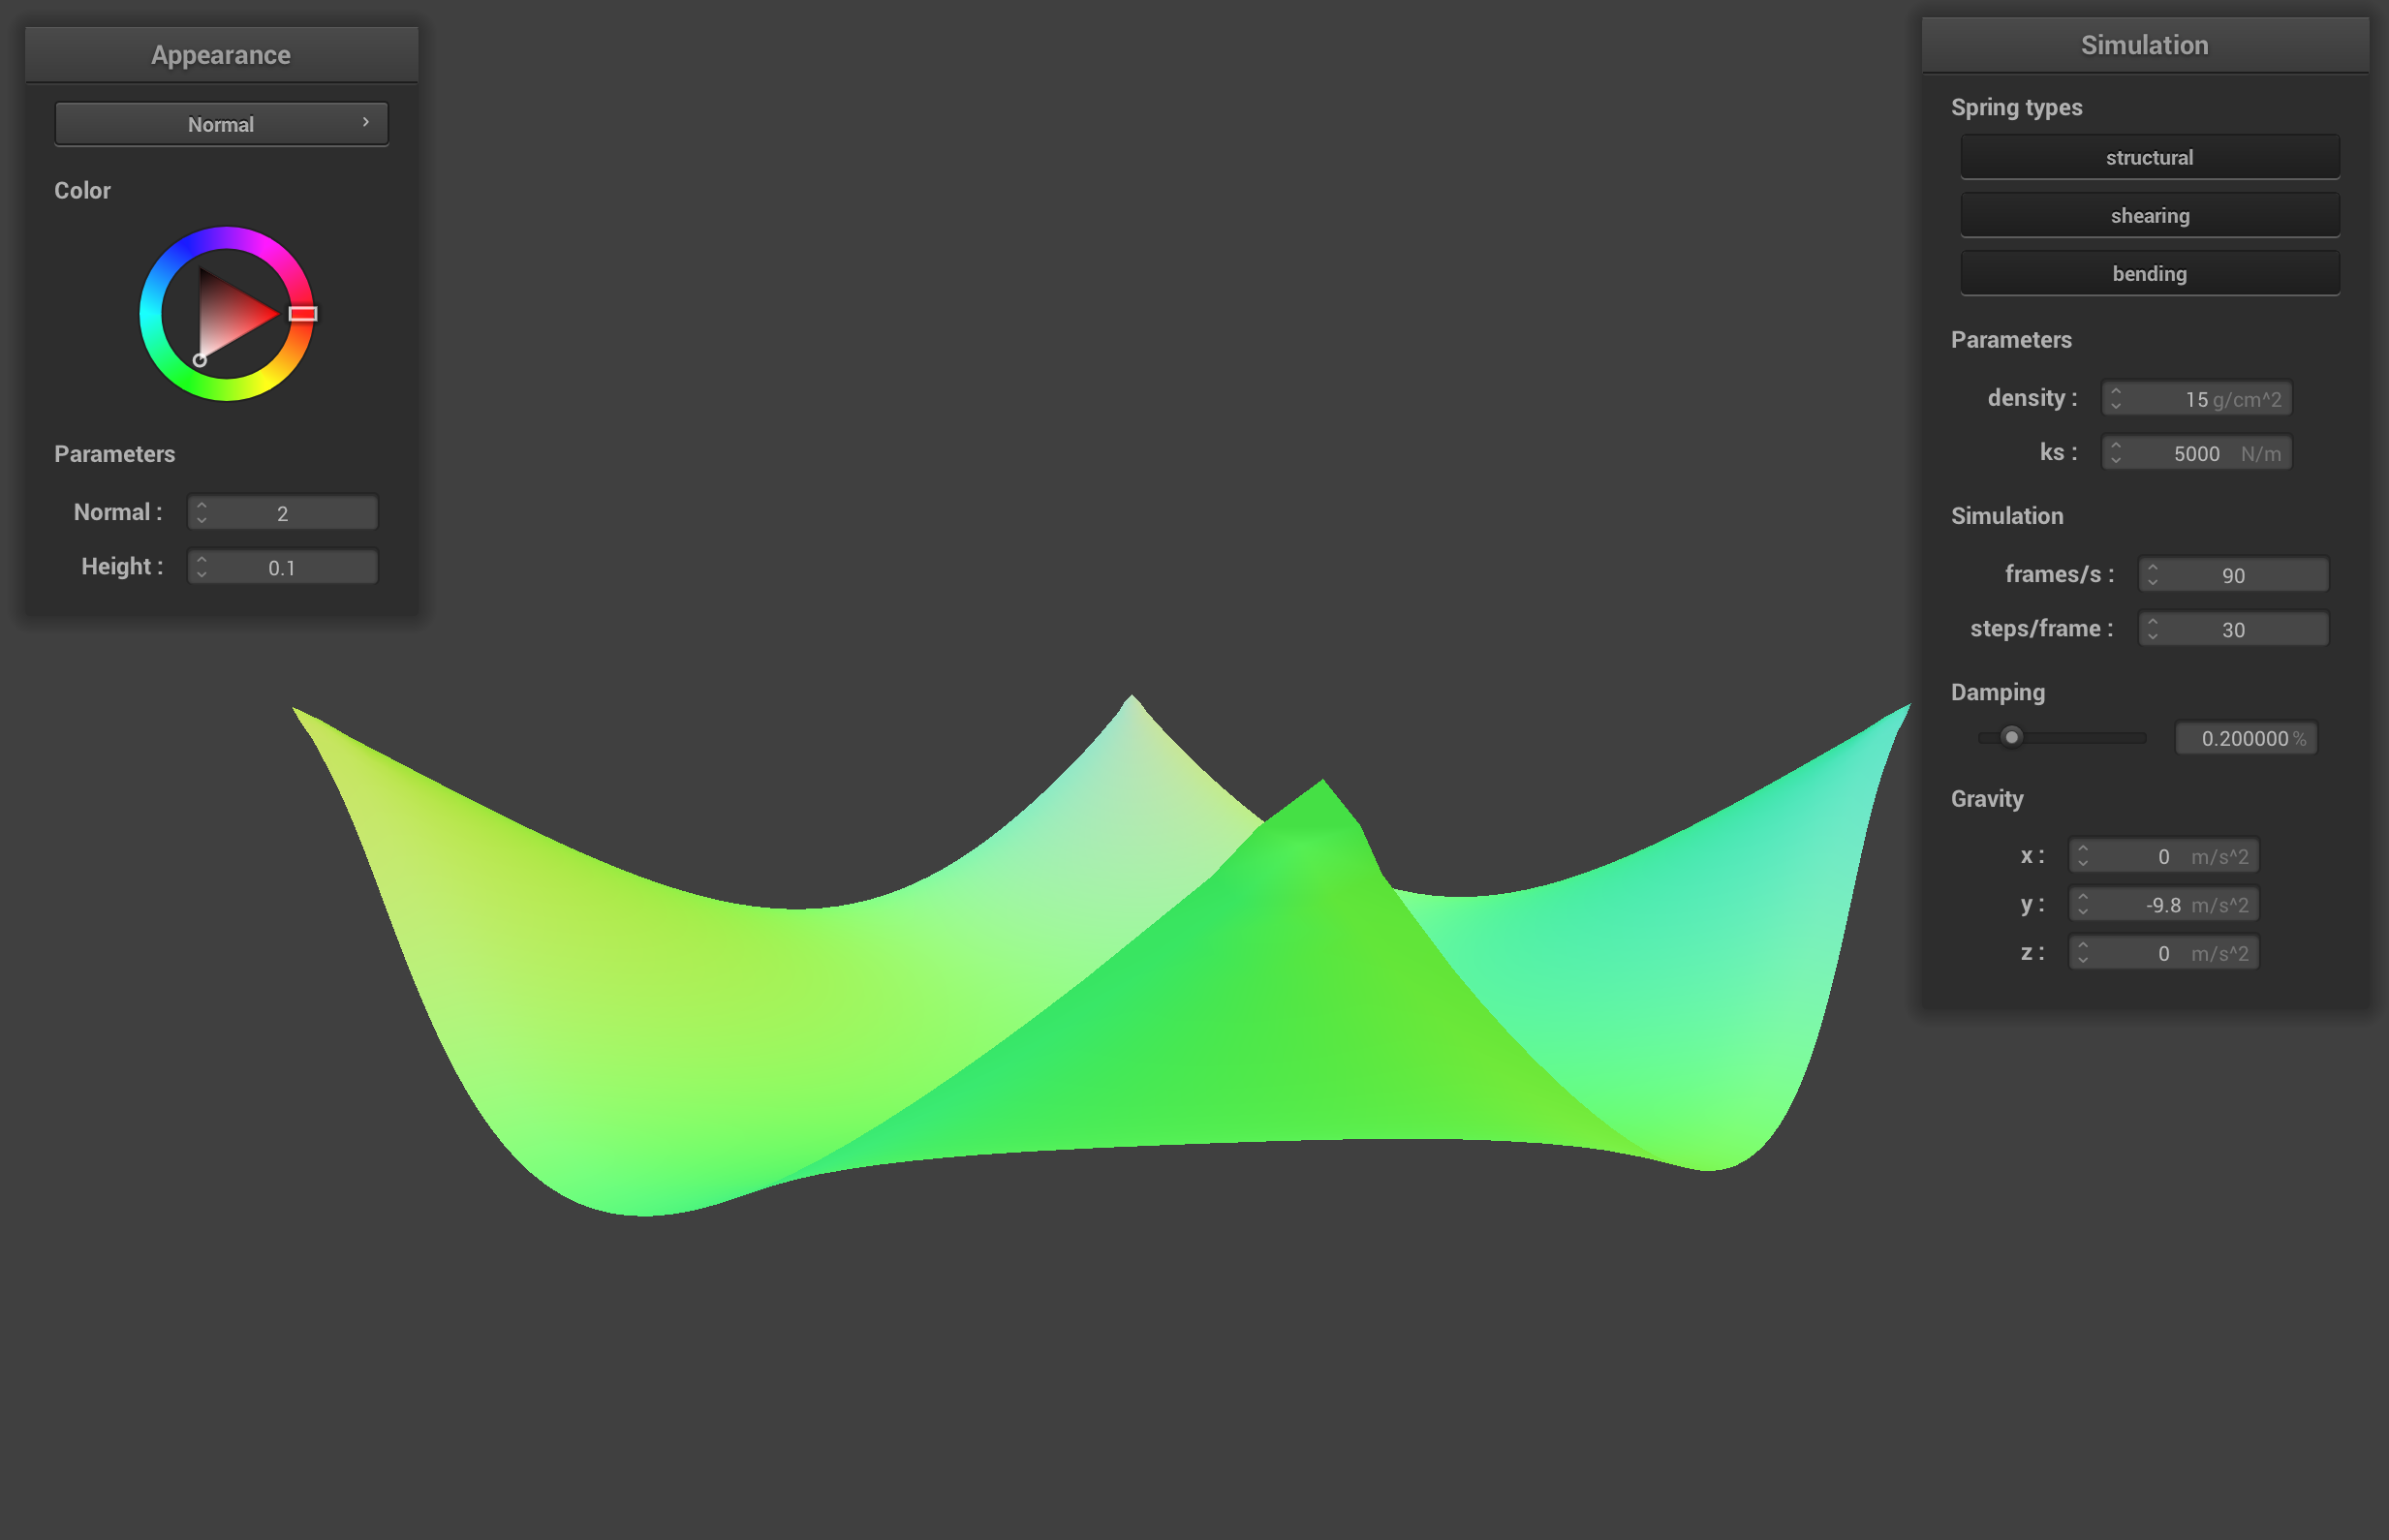 Appearance
Normal
Color
Parameters
Normal : 2
Height : 0.1
Simulation
Spring types
structural
shearing
bending
Parameters
density : 15 g/cm^2
ks : 5000 N/m
Simulation
frames/s : 90
steps/frame : 30
Damping
0.200000 %
Gravity
x : 0 m/s^2
y : -9.8 m/s^2
z : 0 m/s^2